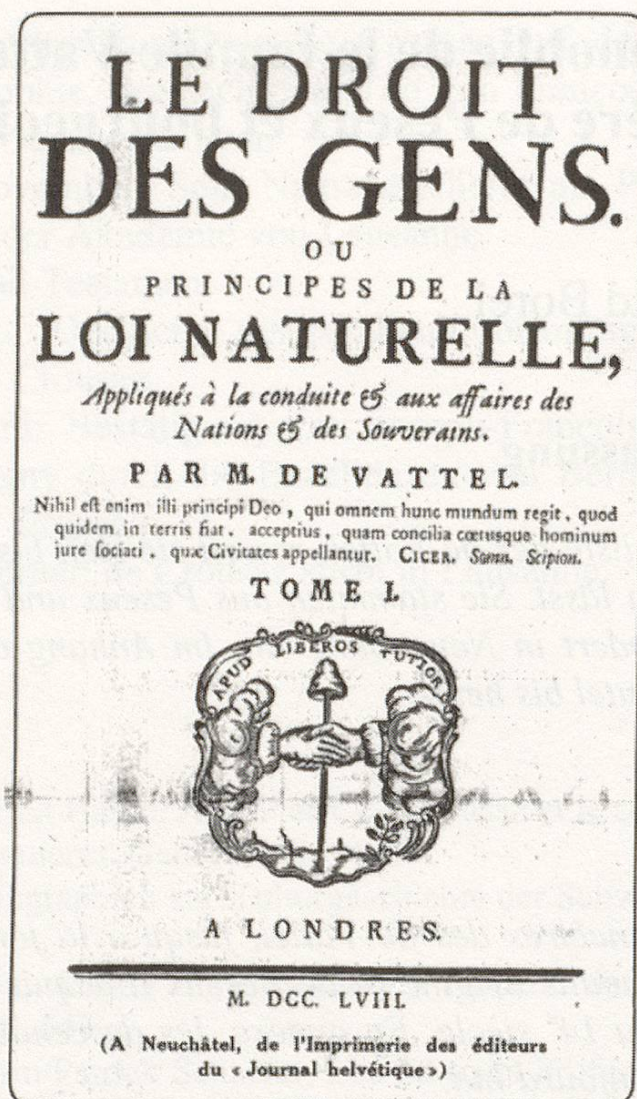 LE DROIT
DES GENS.
OU
PRINCIPES DE LA
LOI NATURELLE,
Appliqués à la conduite & aux affaires des
Nations & des Souverains.
PAR M. DE VATTEL.
Nihil est enim illi principi Deo, qui omnem hunc mundum regit, quod
quidem in terris fiat, acceptius, quam concilia cœtusque hominum
jure sociati, quæ Civitates appellantur. CICER. Somn. Scipion.
TOME I.
APUD LIBEROS TUTIOR
A LONDRES.
M. DCC. LVIII.
(A Neuchâtel, de l'Imprimerie des éditeurs
du « Journal helvétique »)